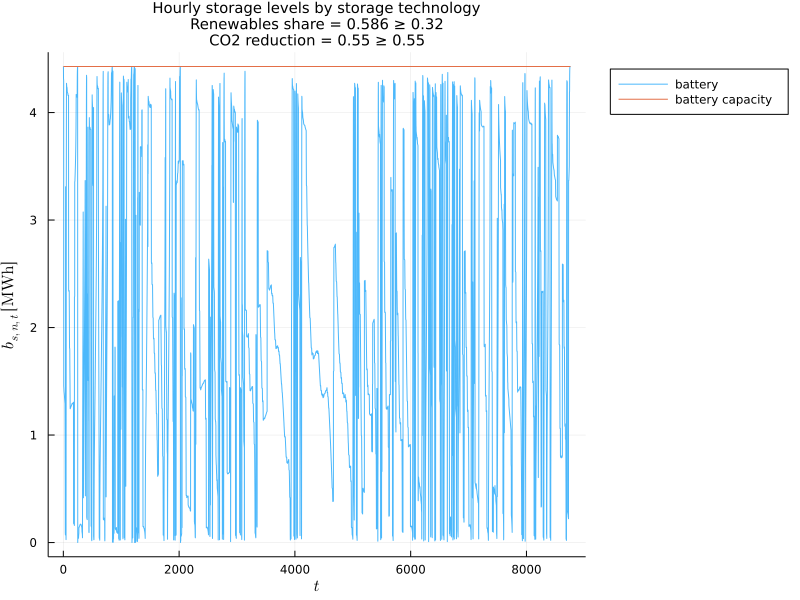 Hourly storage levels by storage technology
Renewables share = 0.586 ≥ 0.32
CO2 reduction = 0.55 ≥ 0.55
battery
battery capacity
4
3
2
1
0
b_{s,n,t}[MWh]
0 2000 4000 6000 8000
t